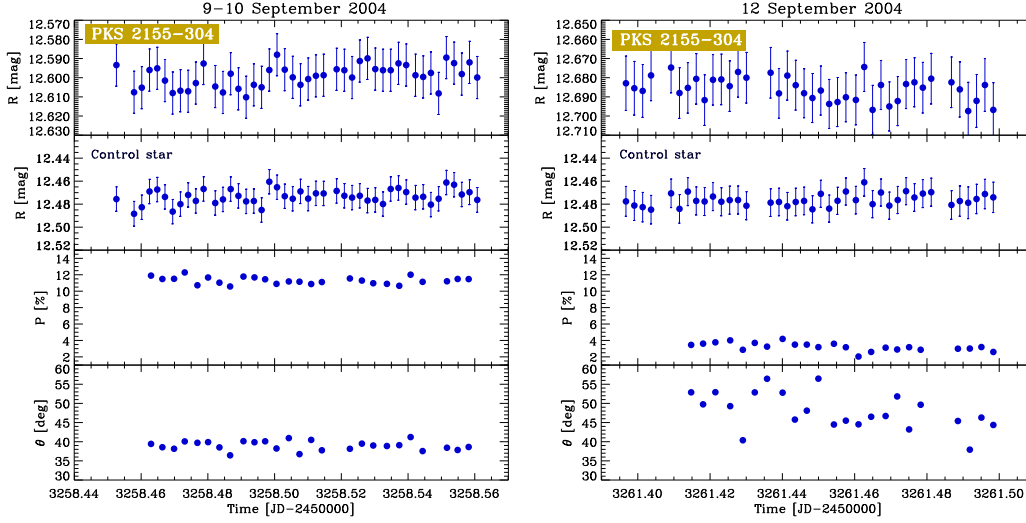 9-10 September 2004
PKS 2155-304
R [mag]
12.570
12.580
12.590
12.600
12.610
12.620
12.630
Control star
R [mag]
12.44
12.46
12.48
12.50
12.52
P [%]
14
12
10
8
6
4
2
θ [deg]
60
55
50
45
40
35
30
3258.44 3258.46 3258.48 3258.50 3258.52 3258.54 3258.56
Time [JD-2450000]
12 September 2004
PKS 2155-304
R [mag]
12.650
12.660
12.670
12.680
12.690
12.700
12.710
Control star
R [mag]
12.44
12.46
12.48
12.50
12.52
P [%]
14
12
10
8
6
4
2
θ [deg]
60
55
50
45
40
35
30
3261.40 3261.42 3261.44 3261.46 3261.48 3261.50
Time [JD-2450000]